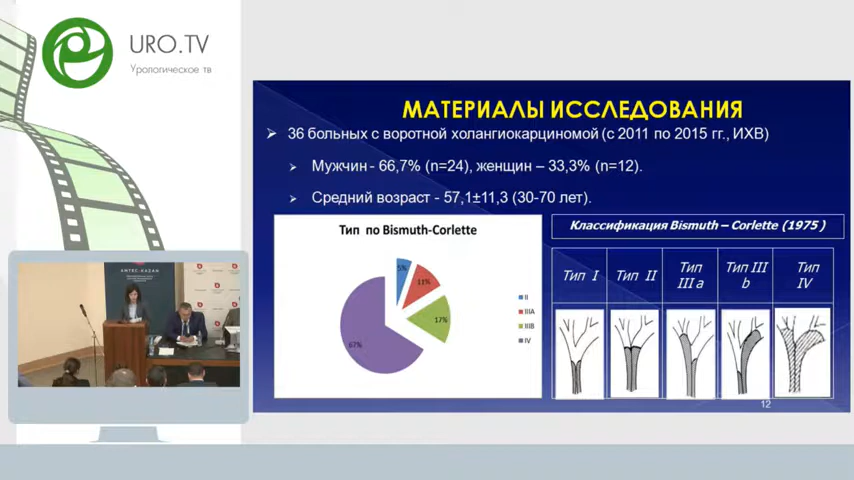 URO.TV
Урологическое тв
МАТЕРИАЛЫ ИССЛЕДОВАНИЯ
➢ 36 больных с воротной холангиокарциномой (с 2011 по 2015 гг., ИХВ)
➢ Мужчин - 66,7% (n=24), женщин – 33,3% (n=12).
➢ Средний возраст - 57,1±11,3 (30-70 лет).
Тип по Bismuth-Corlette
5%
11%
17%
67%
II
IIIA
IIIB
IV
Классификация Bismuth – Corlette (1975 )
Тип I
Тип II
Тип III a
Тип III b
Тип IV
12
АМТЕС-КАЗАН